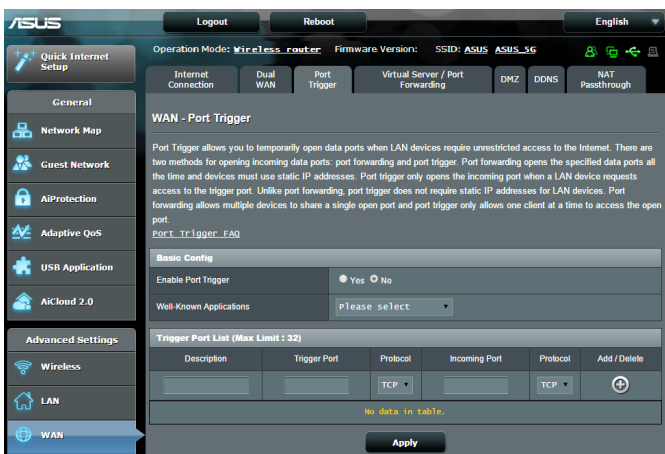 ASUS Logout Reboot English
Operation Mode: Wireless router Firmware Version: SSID: ASUS ASUS_5G
Quick Internet Setup
General
Network Map
Guest Network
AiProtection
Adaptive QoS
USB Application
AiCloud 2.0
Advanced Settings
Wireless
LAN
WAN
Internet Connection Dual WAN Port Trigger Virtual Server / Port Forwarding DMZ DDNS NAT Passthrough
WAN - Port Trigger
Port Trigger allows you to temporarily open data ports when LAN devices require unrestricted access to the Internet. There are
two methods for opening incoming data ports: port forwarding and port trigger. Port forwarding opens the specified data ports all
the time and devices must use static IP addresses. Port trigger only opens the incoming port when a LAN device requests
access to the trigger port. Unlike port forwarding, port trigger does not require static IP addresses for LAN devices. Port
forwarding allows multiple devices to share a single open port and port trigger only allows one client at a time to access the open
port.
Port Trigger FAQ
Basic Config
Enable Port Trigger Yes No
Well-Known Applications Please select
Trigger Port List (Max Limit : 32)
Description Trigger Port Protocol Incoming Port Protocol Add / Delete
TCP TCP
No data in table.
Apply